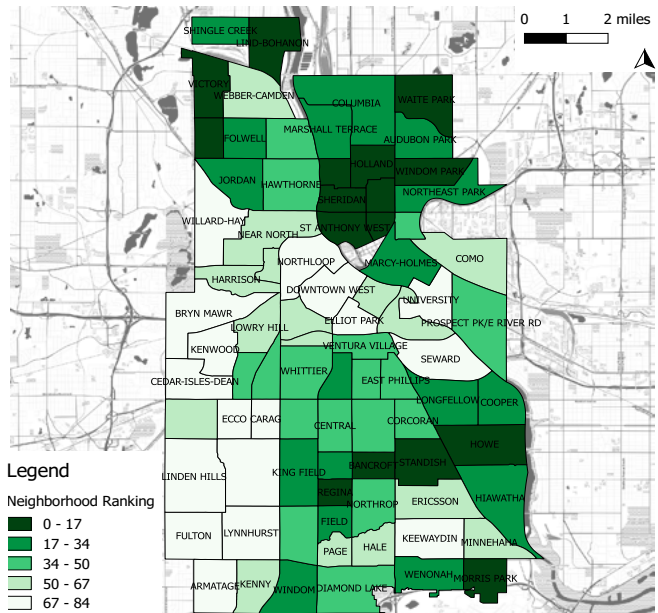 0 1 2 miles
SHINGLE CREEK
LIND-BOHANON
VICTORY
WEBBER-CAMDEN
COLUMBIA
WAITE PARK
FOLWELL
MARSHALL TERRACE
AUDUBON PARK
HOLLAND
WINDOM PARK
JORDAN
HAWTHORNE
NORTHEAST PARK
SHERIDAN
WILLARD-HAY
NEAR NORTH
ST ANTHONY WEST
NORTHLOOP
MARCY-HOLMES
COMO
HARRISON
DOWNTOWN WEST
UNIVERSITY
BRYN MAWR
LOWRY HILL
ELLIOT PARK
PROSPECT PK/E RIVER RD
KENWOOD
VENTURA VILLAGE
SEWARD
CEDAR-ISLES-DEAN
WHITTIER
EAST PHILLIPS
LONGFELLOW
COOPER
ECCO
CARAG
CENTRAL
CORCORAN
HOWE
LINDEN HILLS
KING FIELD
BANCROFT
STANDISH
REGINA
NORTHROP
ERICSSON
HIAWATHA
FULTON
LYNNHURST
FIELD
PAGE
HALE
KEEWAYDIN
MINNEHAHA
ARMATAGE
KENNY
WINDOM
DIAMOND LAKE
WENONAH
MORRIS PARK
Legend
Neighborhood Ranking
0 - 17
17 - 34
34 - 50
50 - 67
67 - 84